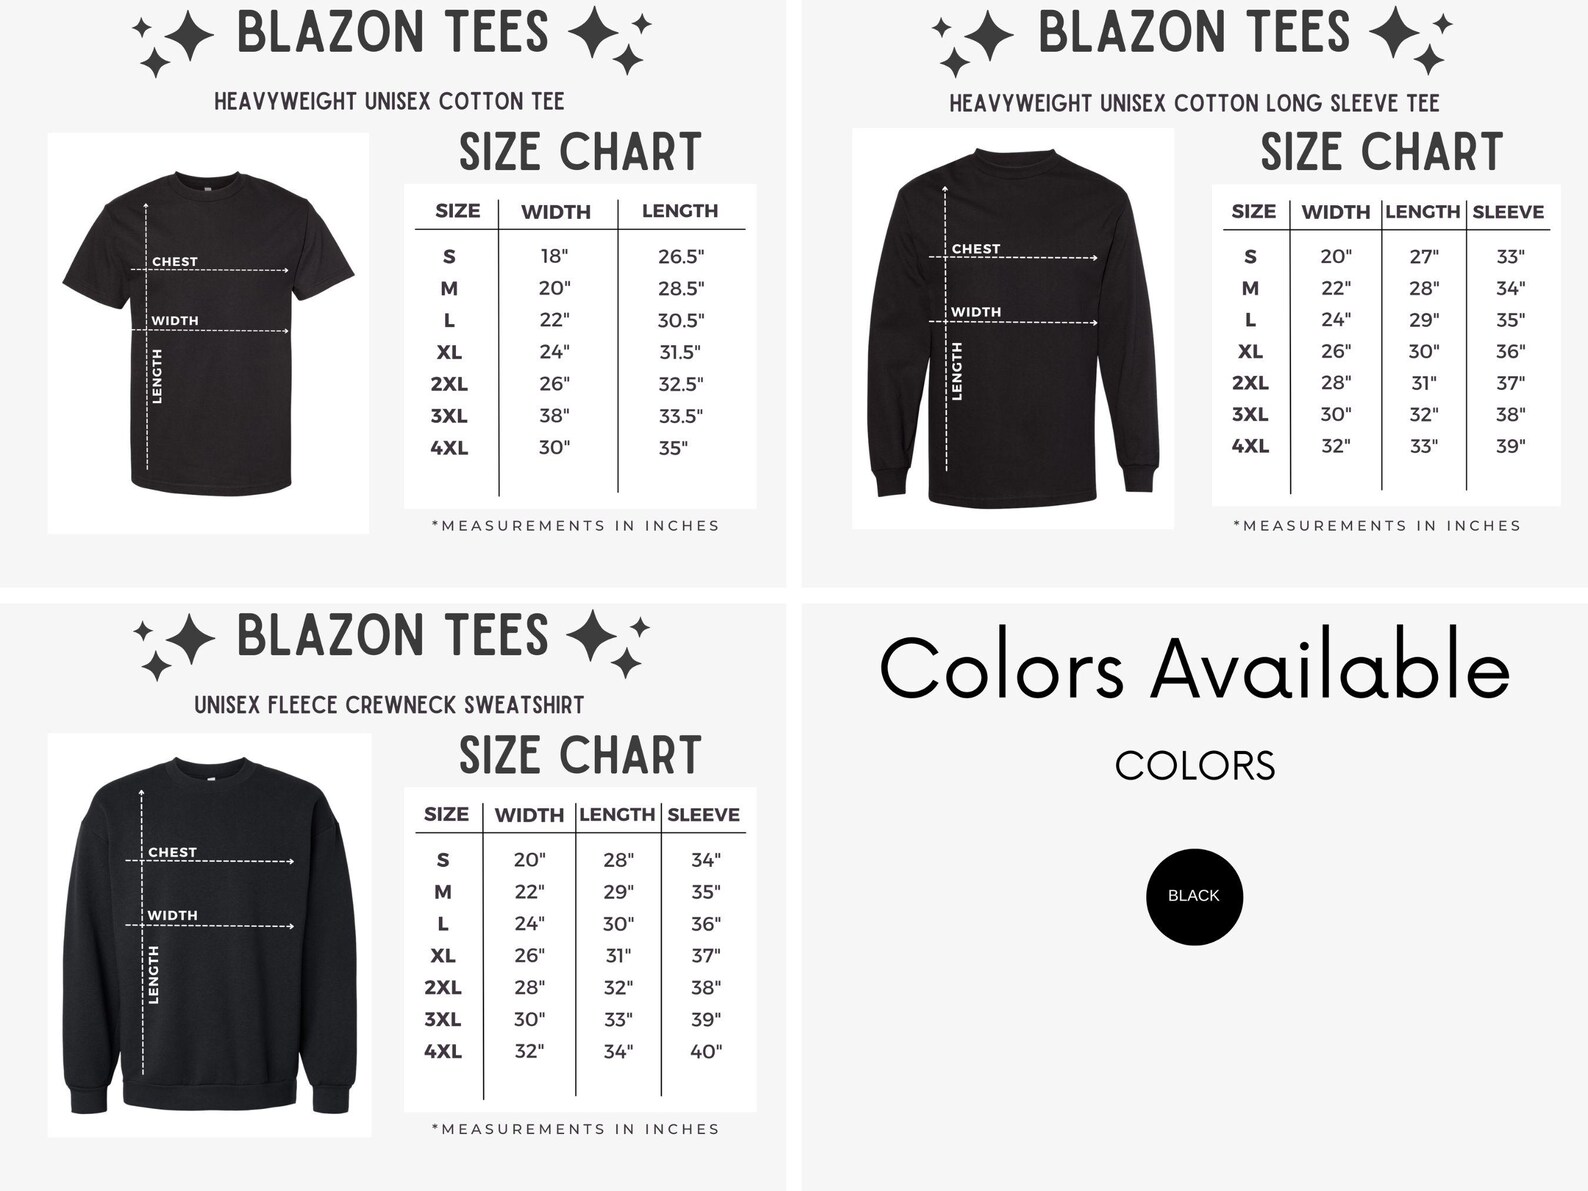 BLAZON TEES
HEAVYWEIGHT UNISEX COTTON TEE
SIZE CHART
CHEST
WIDTH
LENGTH
SIZE WIDTH LENGTH
S 18" 26.5"
M 20" 28.5"
L 22" 30.5"
XL 24" 31.5"
2XL 26" 32.5"
3XL 38" 33.5"
4XL 30" 35"
*MEASUREMENTS IN INCHES
BLAZON TEES
HEAVYWEIGHT UNISEX COTTON LONG SLEEVE TEE
SIZE CHART
CHEST
WIDTH
LENGTH
SIZE WIDTH LENGTH SLEEVE
S 20" 27" 33"
M 22" 28" 34"
L 24" 29" 35"
XL 26" 30" 36"
2XL 28" 31" 37"
3XL 30" 32" 38"
4XL 32" 33" 39"
*MEASUREMENTS IN INCHES
BLAZON TEES
UNISEX FLEECE CREWNECK SWEATSHIRT
SIZE CHART
CHEST
WIDTH
LENGTH
SIZE WIDTH LENGTH SLEEVE
S 20" 28" 34"
M 22" 29" 35"
L 24" 30" 36"
XL 26" 31" 37"
2XL 28" 32" 38"
3XL 30" 33" 39"
4XL 32" 34" 40"
*MEASUREMENTS IN INCHES
Colors Available
COLORS
BLACK